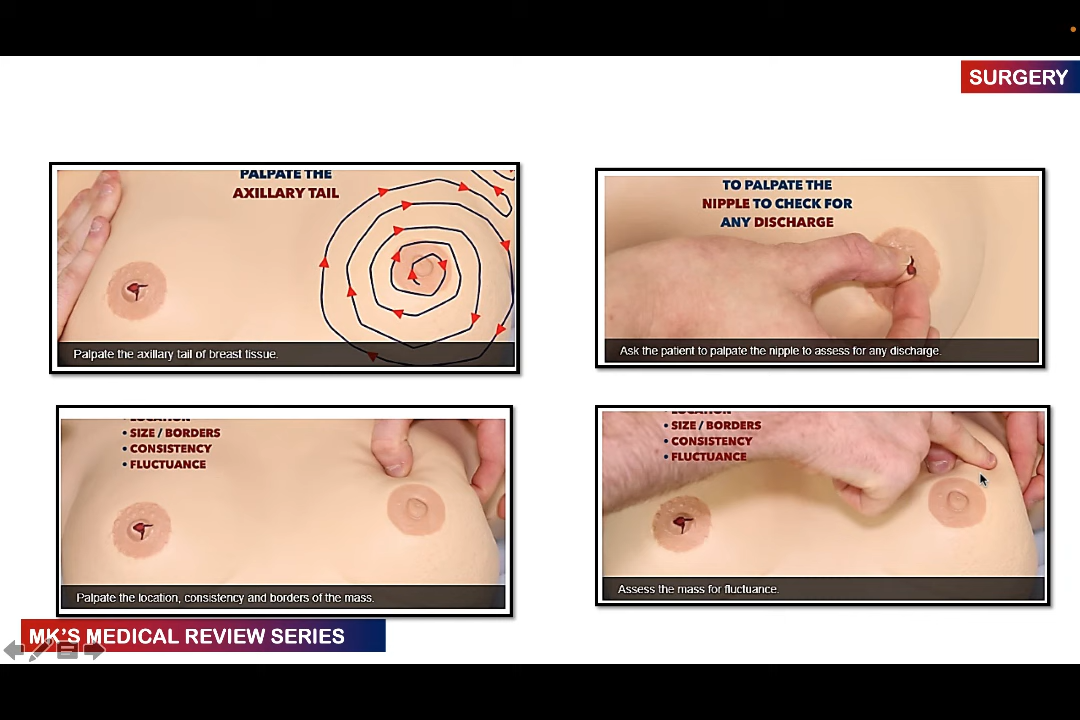 SURGERY
PALPATE THE
AXILLARY TAIL
Palpate the axillary tail of breast tissue.
TO PALPATE THE
NIPPLE TO CHECK FOR
ANY DISCHARGE
Ask the patient to palpate the nipple to assess for any discharge.
• LOCATION
• SIZE / BORDERS
• CONSISTENCY
• FLUCTUANCE
Palpate the location, consistency and borders of the mass.
• LOCATION
• SIZE / BORDERS
• CONSISTENCY
• FLUCTUANCE
Assess the mass for fluctuance.
MK'S MEDICAL REVIEW SERIES